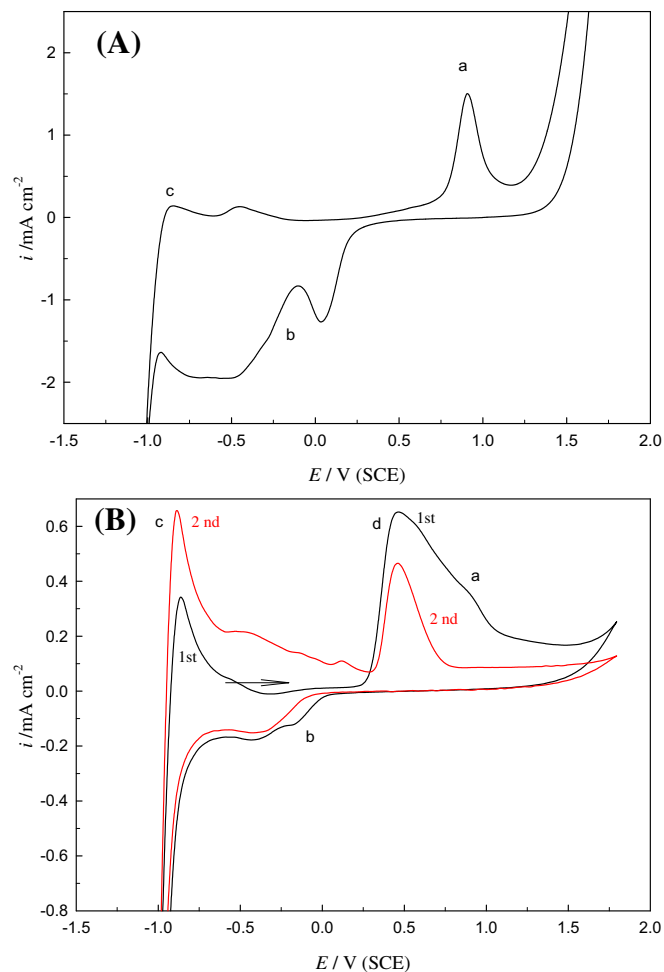 (A)
a
c
b
2
1
0
-1
-2
i /mA cm-2
-1.5 -1.0 -0.5 0.0 0.5 1.0 1.5 2.0
E / V (SCE)
(B)
c
2 nd
d
1st
a
2 nd
1st
b
0.6
0.4
0.2
0.0
-0.2
-0.4
-0.6
-0.8
i /mA cm-2
-1.5 -1.0 -0.5 0.0 0.5 1.0 1.5 2.0
E / V (SCE)